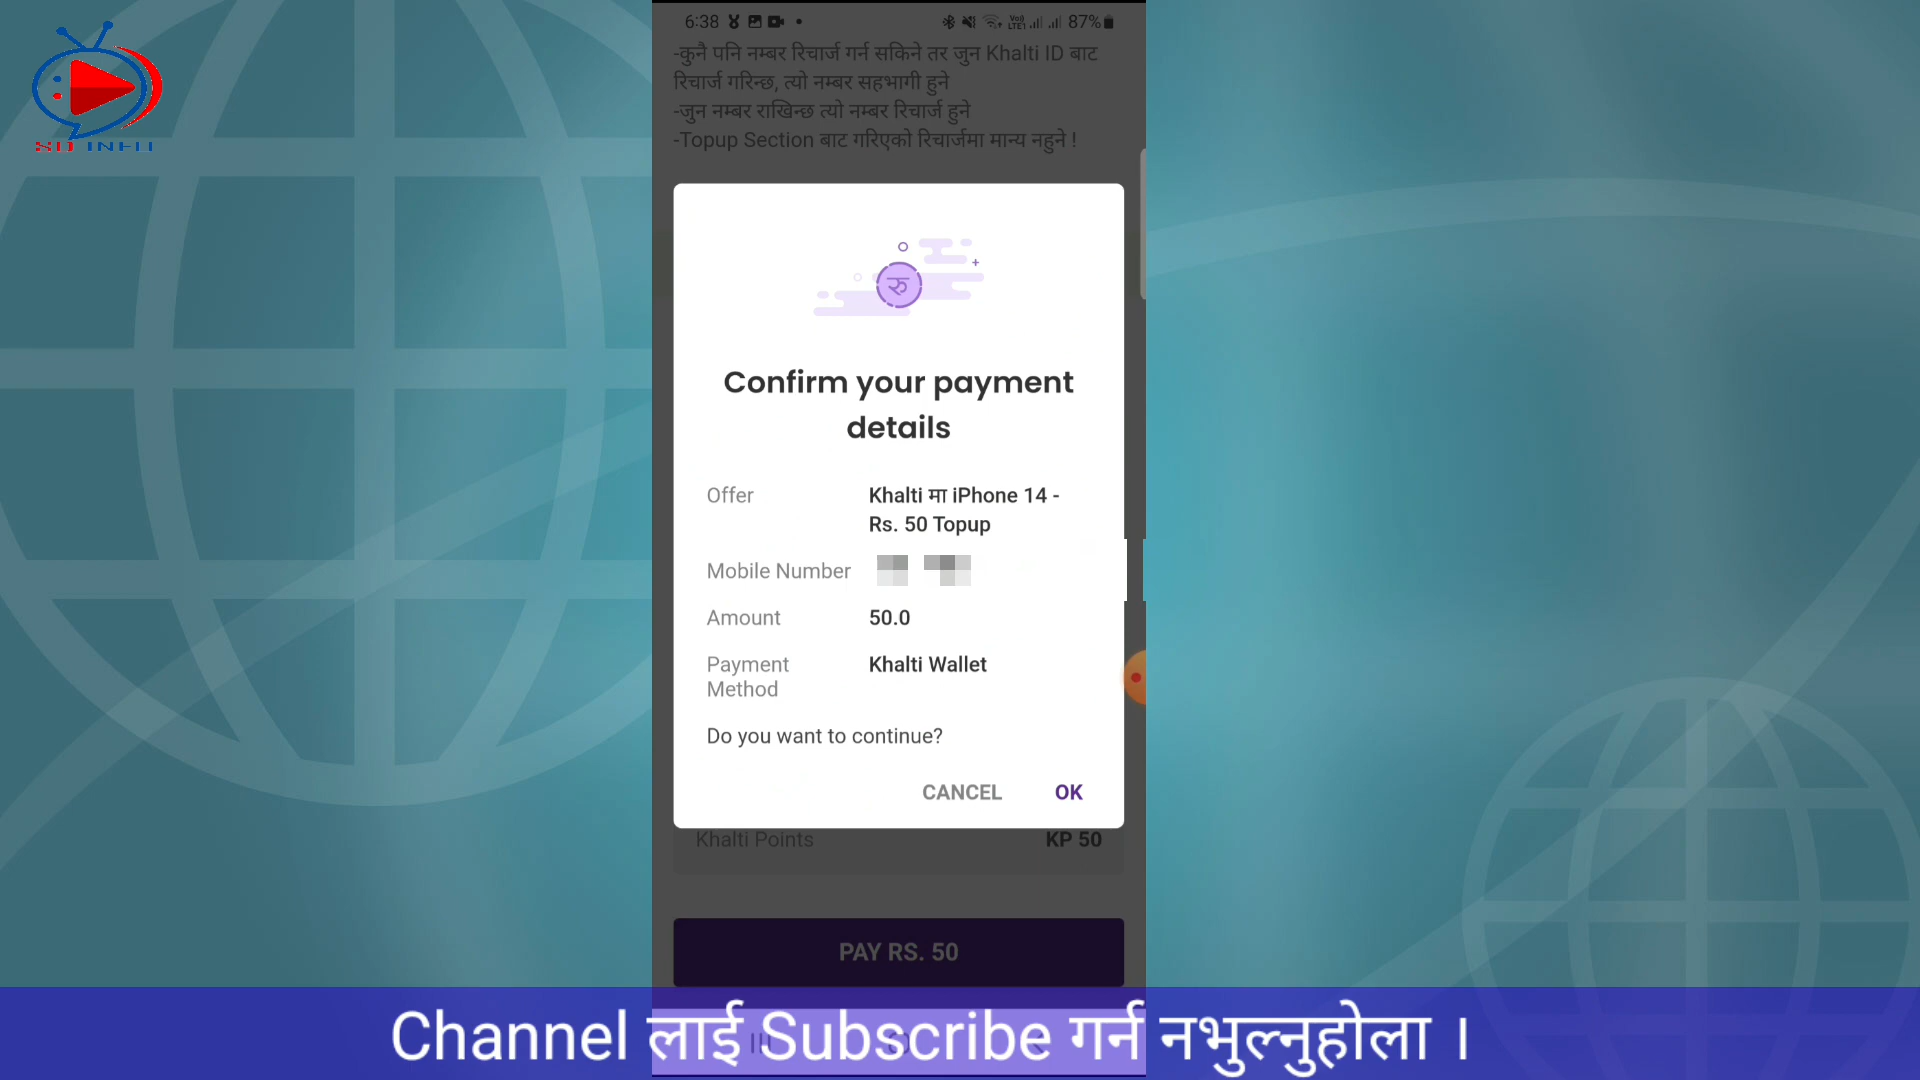 6:38
87%
-कुनै पनि नम्बर रिचार्ज गर्न सकिने तर जुन Khalti ID बाट
रिचार्ज गरिन्छ, त्यो नम्बर सहभागी हुने
-जुन नम्बर राखिन्छ त्यो नम्बर रिचार्ज हुने
-Topup Section बाट गरिएको रिचार्जमा मान्य नहुने !
रु
Confirm your payment
details
Offer Khalti मा iPhone 14 -
Rs. 50 Topup
Mobile Number
Amount 50.0
Payment Khalti Wallet
Method
Do you want to continue?
CANCEL OK
Khalti Points KP 50
PAY RS. 50
Channel लाई Subscribe गर्न नभुल्नुहोला ।